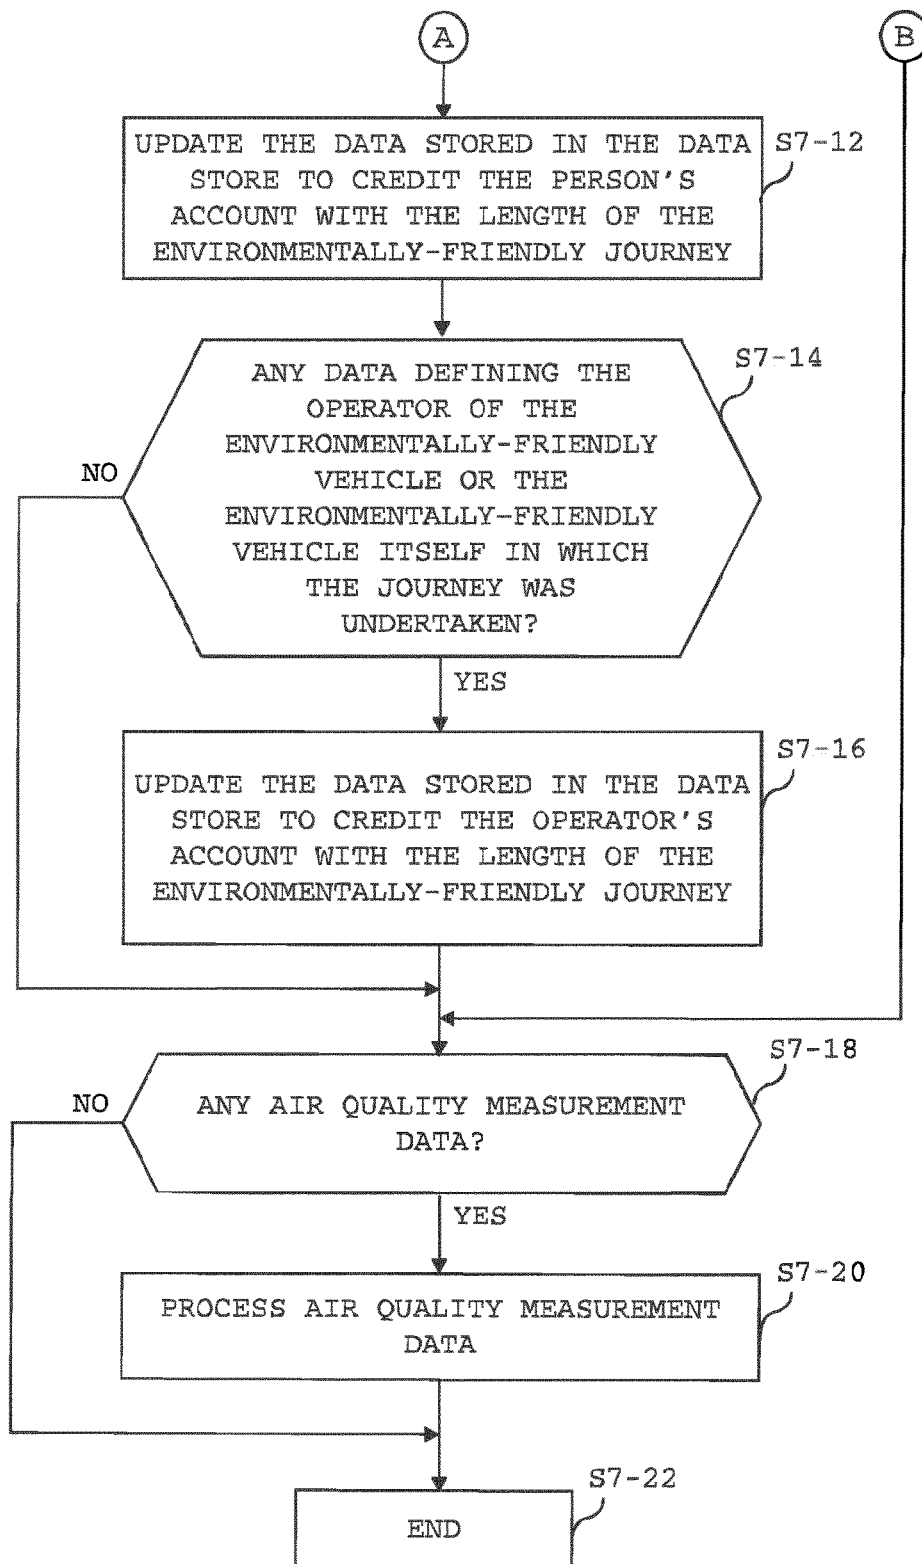 A
B
UPDATE THE DATA STORED IN THE DATA
STORE TO CREDIT THE PERSON'S
ACCOUNT WITH THE LENGTH OF THE
ENVIRONMENTALLY-FRIENDLY JOURNEY
S7-12
ANY DATA DEFINING THE
OPERATOR OF THE
ENVIRONMENTALLY-FRIENDLY
VEHICLE OR THE
ENVIRONMENTALLY-FRIENDLY
VEHICLE ITSELF IN WHICH
THE JOURNEY WAS
UNDERTAKEN?
S7-14
NO
YES
UPDATE THE DATA STORED IN THE DATA
STORE TO CREDIT THE OPERATOR'S
ACCOUNT WITH THE LENGTH OF THE
ENVIRONMENTALLY-FRIENDLY JOURNEY
S7-16
ANY AIR QUALITY MEASUREMENT
DATA?
S7-18
NO
YES
PROCESS AIR QUALITY MEASUREMENT
DATA
S7-20
END
S7-22